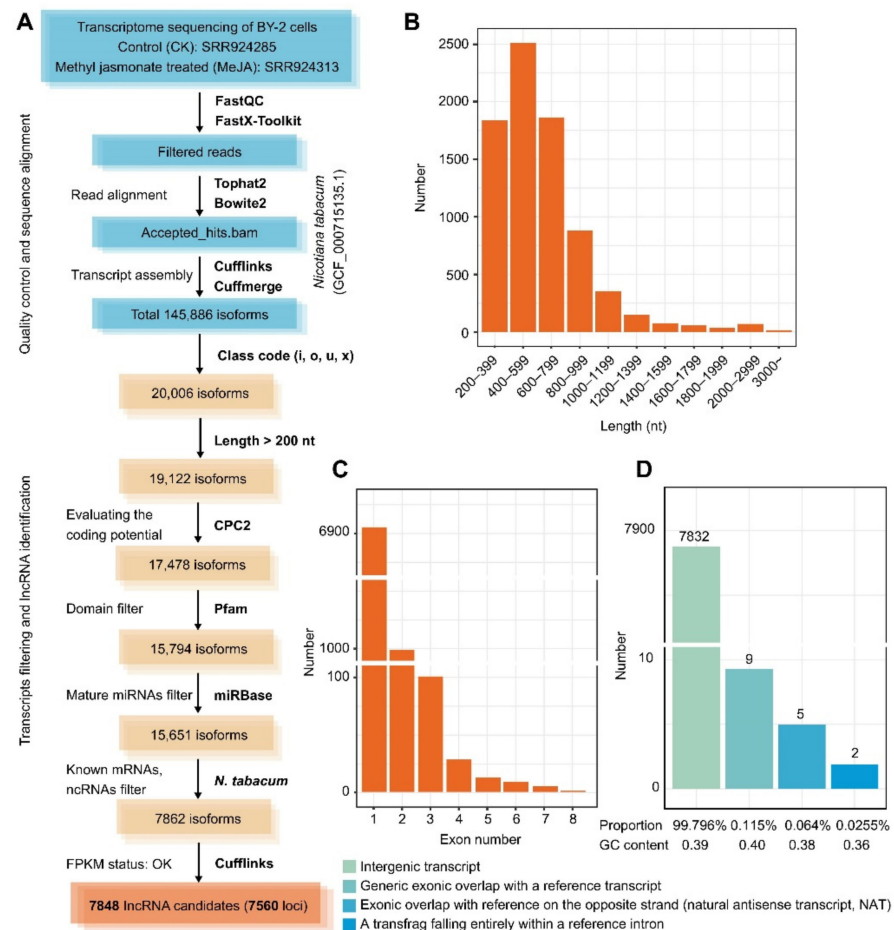 A
Transcriptome sequencing of BY-2 cells
Control (CK): SRR924285
Methyl jasmonate treated (MeJA): SRR924313
FastQC
FastX-Toolkit
Filtered reads
Read alignment
Tophat2
Bowite2
Accepted_hits.bam
Transcript assembly
Cufflinks
Cuffmerge
Nicotiana tabacum
(GCF_000715135.1)
Total 145,886 isoforms
Quality control and sequence alignment
Class code (i, o, u, x)
20,006 isoforms
Length > 200 nt
19,122 isoforms
Evaluating the
coding potential
CPC2
17,478 isoforms
Domain filter
Pfam
15,794 isoforms
Mature miRNAs filter
miRBase
15,651 isoforms
Known mRNAs,
ncRNAs filter
N. tabacum
7862 isoforms
FPKM status: OK
Cufflinks
7848 lncRNA candidates (7560 loci)
Transcripts filtering and lncRNA identification
B
Number
2500
2000
1500
1000
500
0
200–399
400–599
600–799
800–999
1000–1199
1200–1399
1400–1599
1600–1799
1800–1999
2000–2999
3000~
Length (nt)
C
Number
6900
1000
100
0
1 2 3 4 5 6 7 8
Exon number
D
Number
7900
10
0
7832
9
5
2
Proportion 99.796% 0.115% 0.064% 0.0255%
GC content 0.39 0.40 0.38 0.36
Intergenic transcript
Generic exonic overlap with a reference transcript
Exonic overlap with reference on the opposite strand (natural antisense transcript, NAT)
A transfrag falling entirely within a reference intron